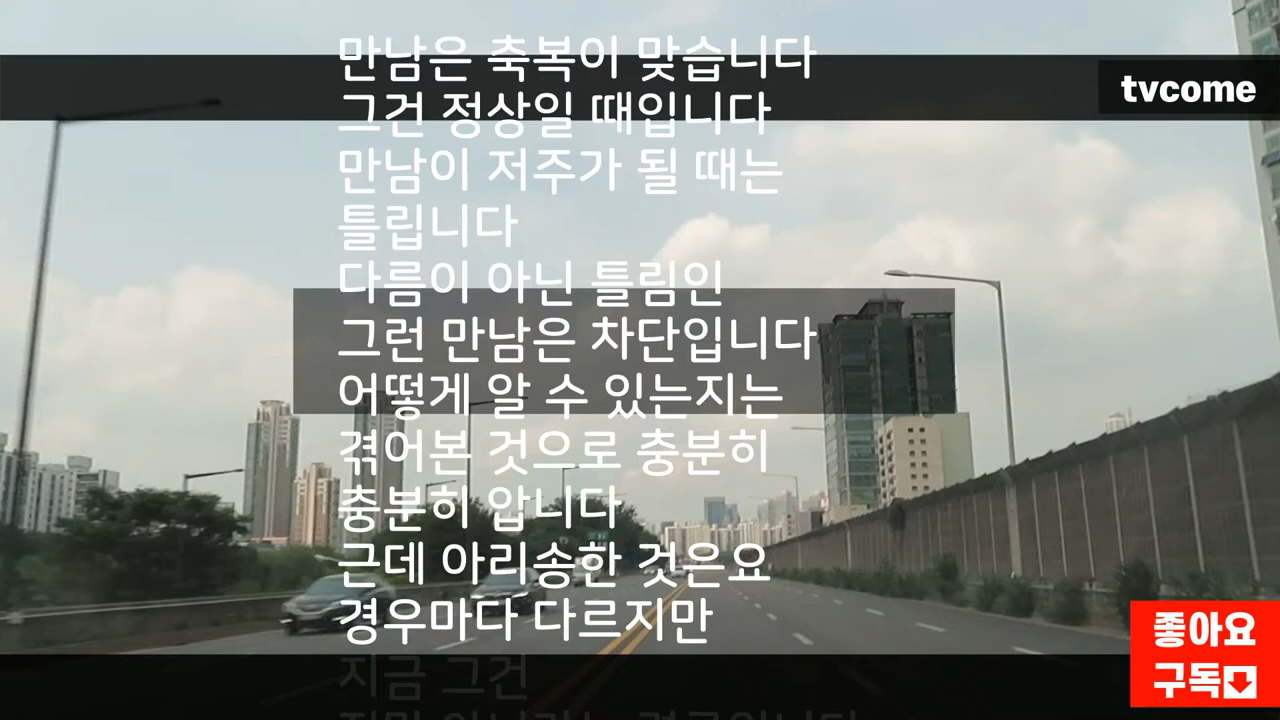 만남은 축복이 맞습니다
그건 정상일 때입니다
만남이 저주가 될 때는
틀립니다
다름이 아닌 틀림인
그런 만남은 차단입니다
어떻게 알 수 있는지는
겪어본 것으로 충분히
충분히 압니다
근데 아리송한 것은요
경우마다 다르지만
지금 그건
tvcome
좋아요
구독